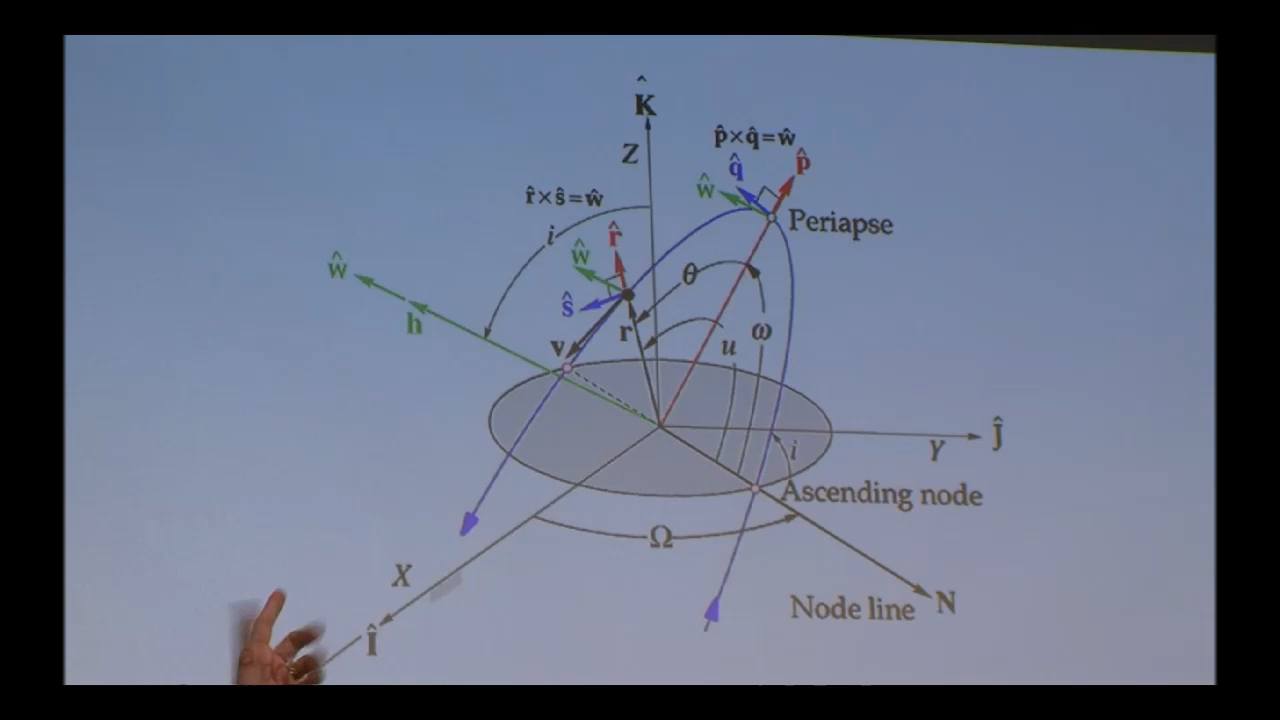 K̂
Z
p̂×q̂=ŵ
q̂
p̂
ŵ
Periapse
r̂×ŝ=ŵ
i
r̂
ŵ
ŝ
θ
ŵ
h
v
r
u
ω
Ĵ
Y
i
Ascending node
Ω
X
Î
Node line
N